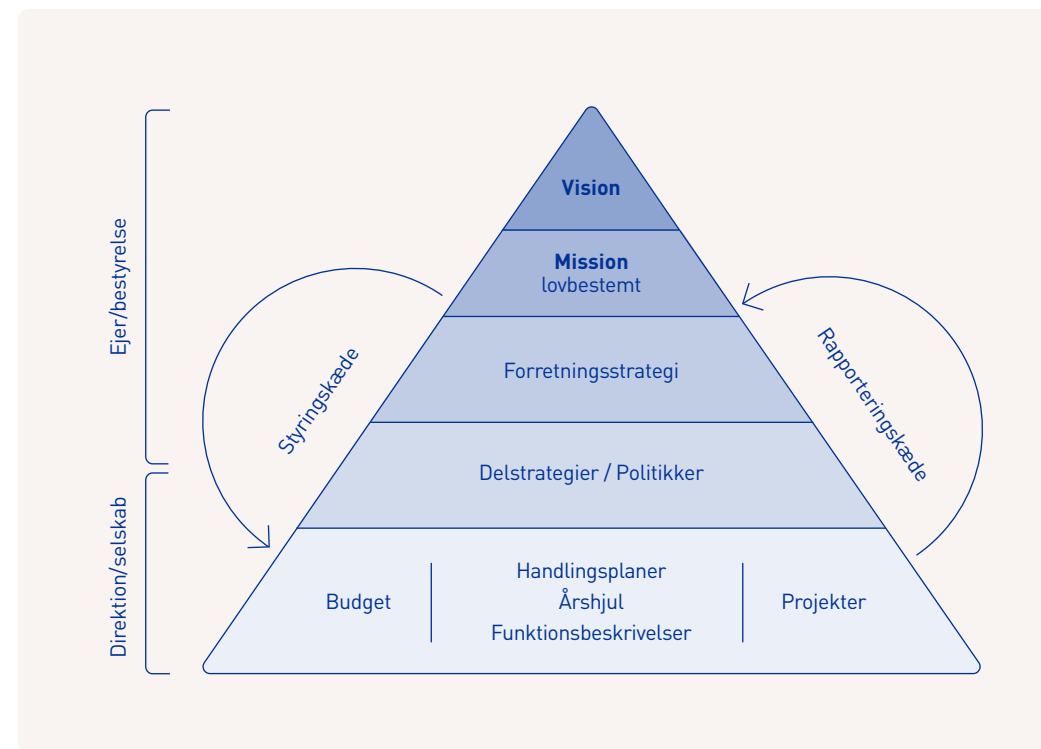 Vision
Mission
lovbestemt
Forretningsstrategi
Delstrategier / Politikker
Budget
Handlingsplaner
Årshjul
Funktionsbeskrivelser
Projekter
Ejer/bestyrelse
Direktion/selskab
Styringskæde
Rapporteringskæde